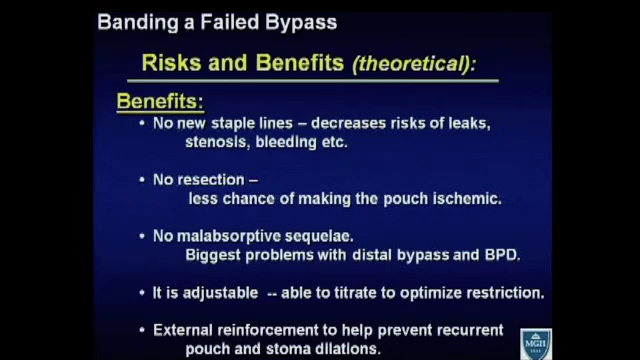 Banding a Failed Bypass
Risks and Benefits (theoretical):
Benefits:
• No new staple lines – decreases risks of leaks,
stenosis, bleeding etc.
• No resection –
less chance of making the pouch ischemic.
• No malabsorptive sequelae.
Biggest problems with distal bypass and BPD.
• It is adjustable -- able to titrate to optimize restriction.
• External reinforcement to help prevent recurrent
pouch and stoma dilations.
MGH